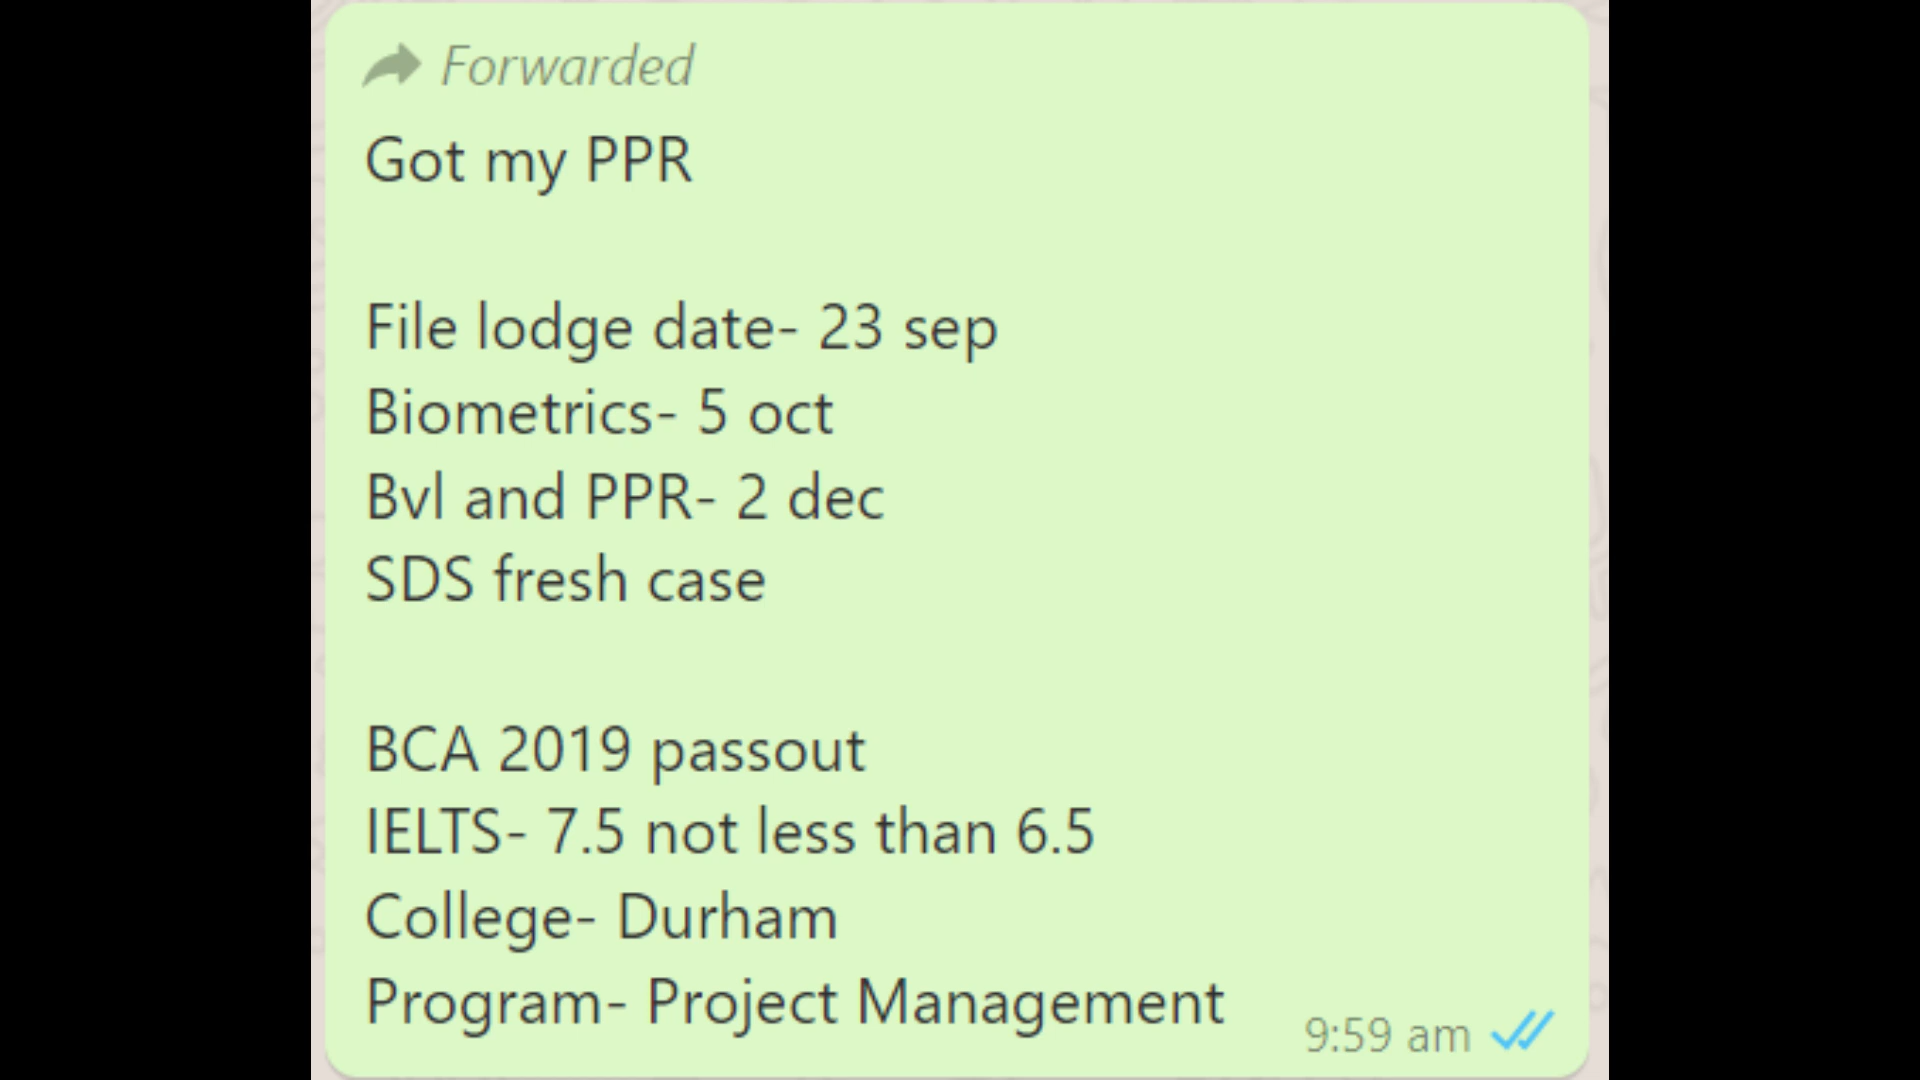 Forwarded
Got my PPR
File lodge date- 23 sep
Biometrics- 5 oct
Bvl and PPR- 2 dec
SDS fresh case
BCA 2019 passout
IELTS- 7.5 not less than 6.5
College- Durham
Program- Project Management
9:59 am